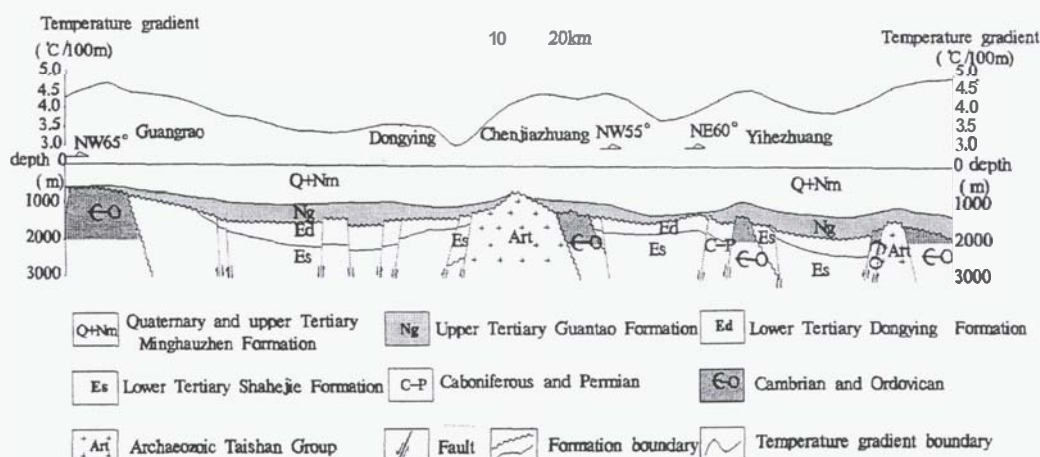 Temperature gradient
(℃/100m)
10 20km
Temperature gradient
(℃/100m)
5.0
4.5
4.0
3.5
3.0
5.0
4.5
4.0
3.5
3.0
NW65° Guangrao Dongying Chenjiazhuang NW55° NE60° Yihezhuang
depth 0
0 depth
(m)
(m)
1000
2000
3000
1000
2000
3000
Q+Nm Q+Nm
Ng Ng
Ed Ed
Es Es Es Es Es
Art Art
Є-O Є-O Є-O Є-O
C-P
Q+Nm Quaternary and upper Tertiary
Minghauzhen Formation
Ng Upper Tertiary Guantao Formation
Ed Lower Tertiary Dongying Formation
Es Lower Tertiary Shahejie Formation
C-P Caboniferous and Permian
Є-O Cambrian and Ordovican
Art Archaeozoic Taishan Group
Fault
Formation boundary
Temperature gradient boundary